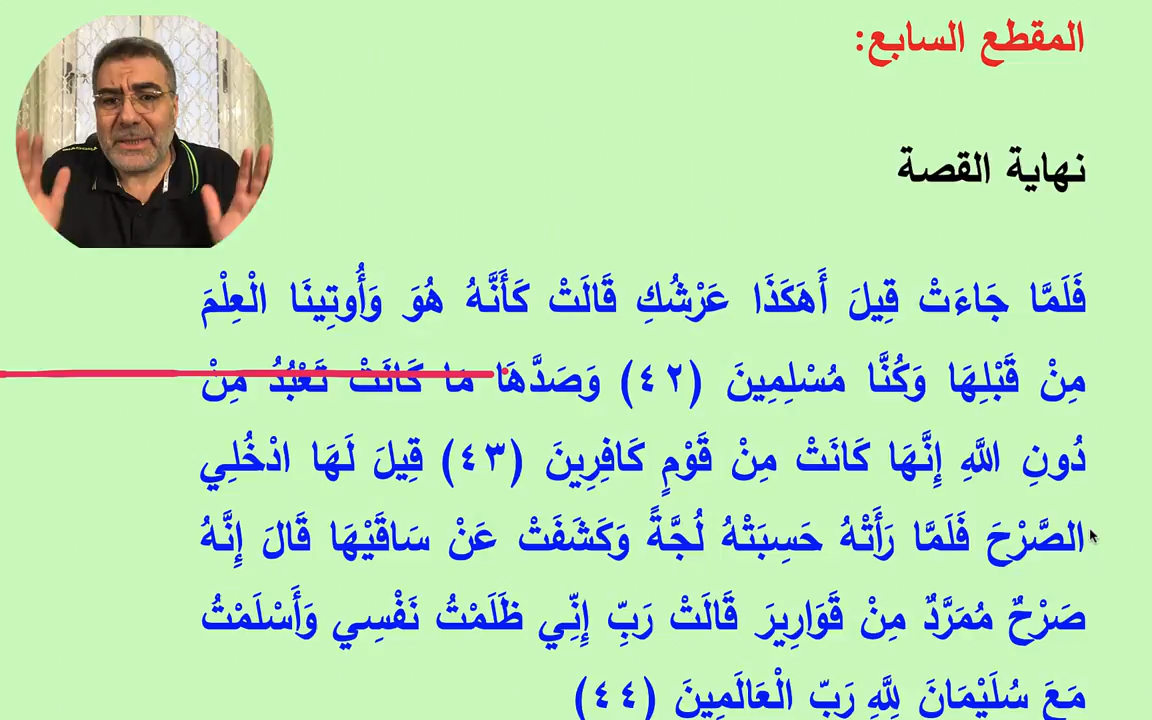 المقطع السابع:
نهاية القصة
فَلَمَّا جَاءَتْ قِيلَ أَهَكَذَا عَرْشُكِ قَالَتْ كَأَنَّهُ هُوَ وَأُوتِينَا الْعِلْمَ
مِنْ قَبْلِهَا وَكُنَّا مُسْلِمِينَ (٤٢) وَصَدَّهَا مَا كَانَتْ تَعْبُدُ مِنْ
دُونِ اللَّهِ إِنَّهَا كَانَتْ مِنْ قَوْمٍ كَافِرِينَ (٤٣) قِيلَ لَهَا ادْخُلِي
الصَّرْحَ فَلَمَّا رَأَتْهُ حَسِبَتْهُ لُجَّةً وَكَشَفَتْ عَنْ سَاقَيْهَا قَالَ إِنَّهُ
صَرْحٌ مُمَرَّدٌ مِنْ قَوَارِيرَ قَالَتْ رَبِّ إِنِّي ظَلَمْتُ نَفْسِي وَأَسْلَمْتُ
مَعَ سُلَيْمَانَ لِلَّهِ رَبِّ الْعَالَمِينَ (٤٤)